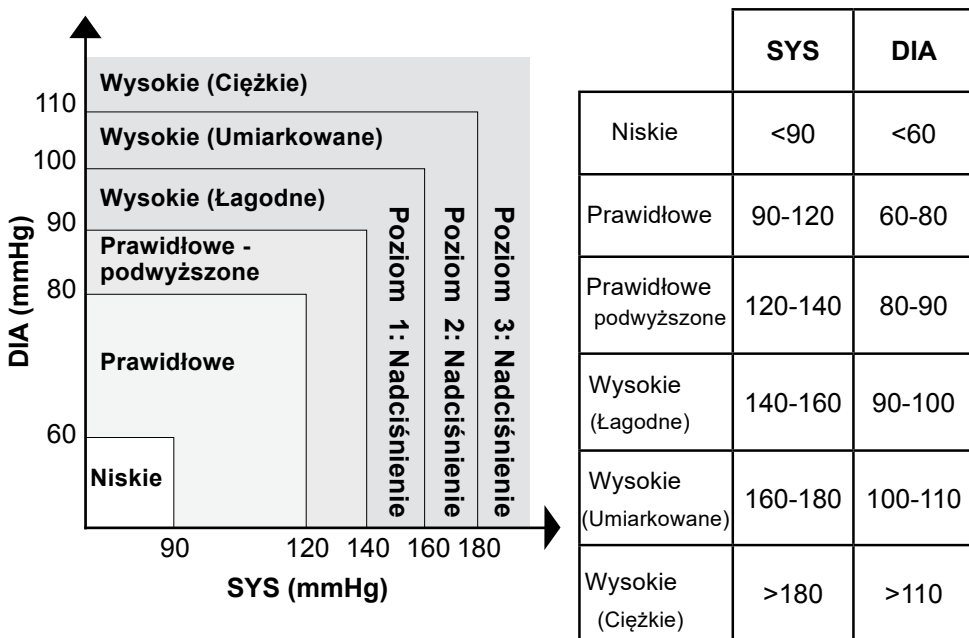 Wysokie (Ciężkie)
110
Wysokie (Umiarkowane)
100
Wysokie (Łagodne)
90
Prawidłowe -
podwyższone
80
Prawidłowe
60
Niskie
DIA (mmHg)
Poziom 1: Nadciśnienie
Poziom 2: Nadciśnienie
Poziom 3: Nadciśnienie
90 120 140 160 180
SYS (mmHg)
SYS DIA
Niskie <90 <60
Prawidłowe 90-120 60-80
Prawidłowe
podwyższone 120-140 80-90
Wysokie
(Łagodne) 140-160 90-100
Wysokie
(Umiarkowane) 160-180 100-110
Wysokie
(Ciężkie) >180 >110